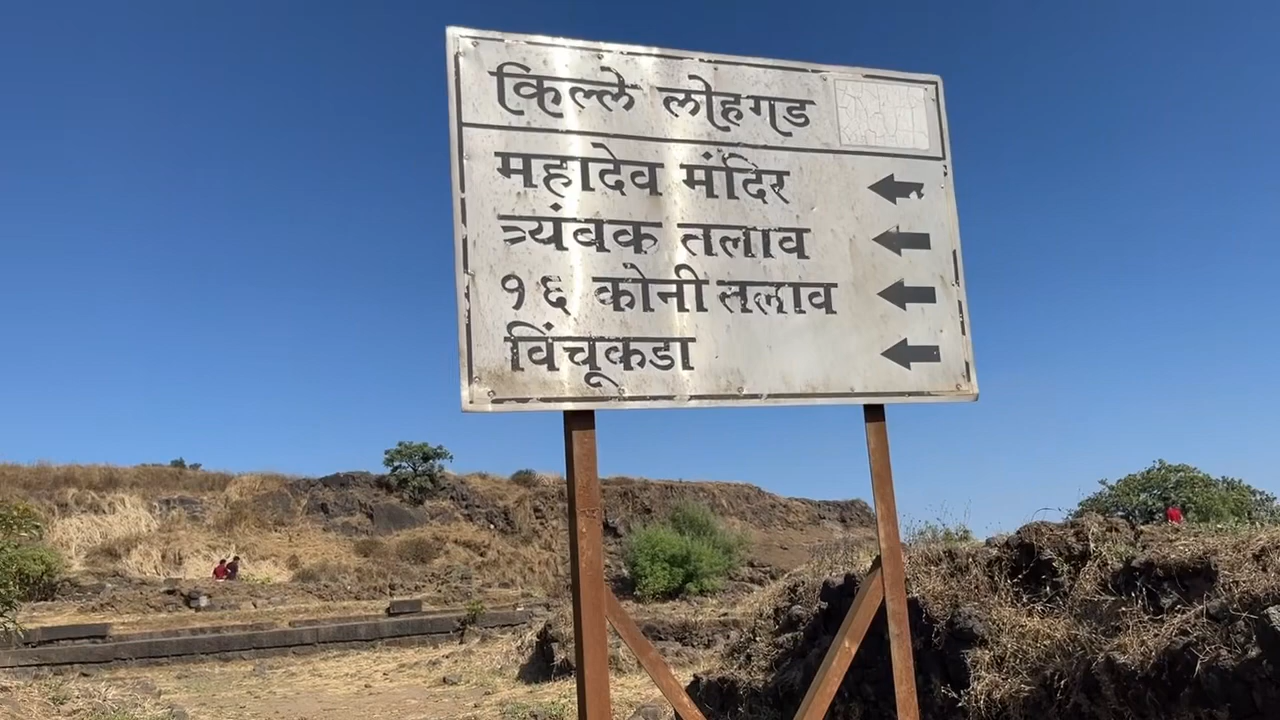 किल्ले लोहगड
महादेव मंदिर
त्र्यंबक तलाव
१६ कोनी तलाव
विंचूकडा